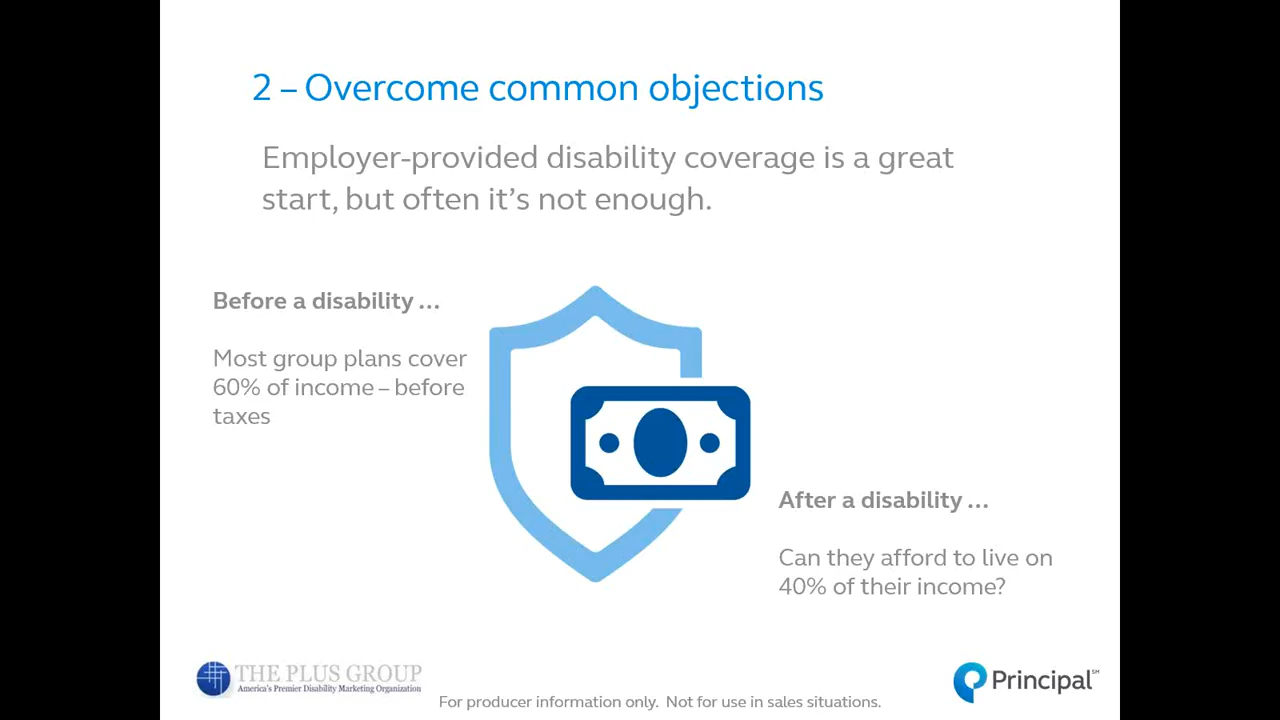 2 – Overcome common objections
Employer-provided disability coverage is a great
start, but often it’s not enough.
Before a disability …
Most group plans cover
60% of income – before
taxes
After a disability …
Can they afford to live on
40% of their income?
THE PLUS GROUP
America's Premier Disability Marketing Organization
For producer information only. Not for use in sales situations.
Principal℠